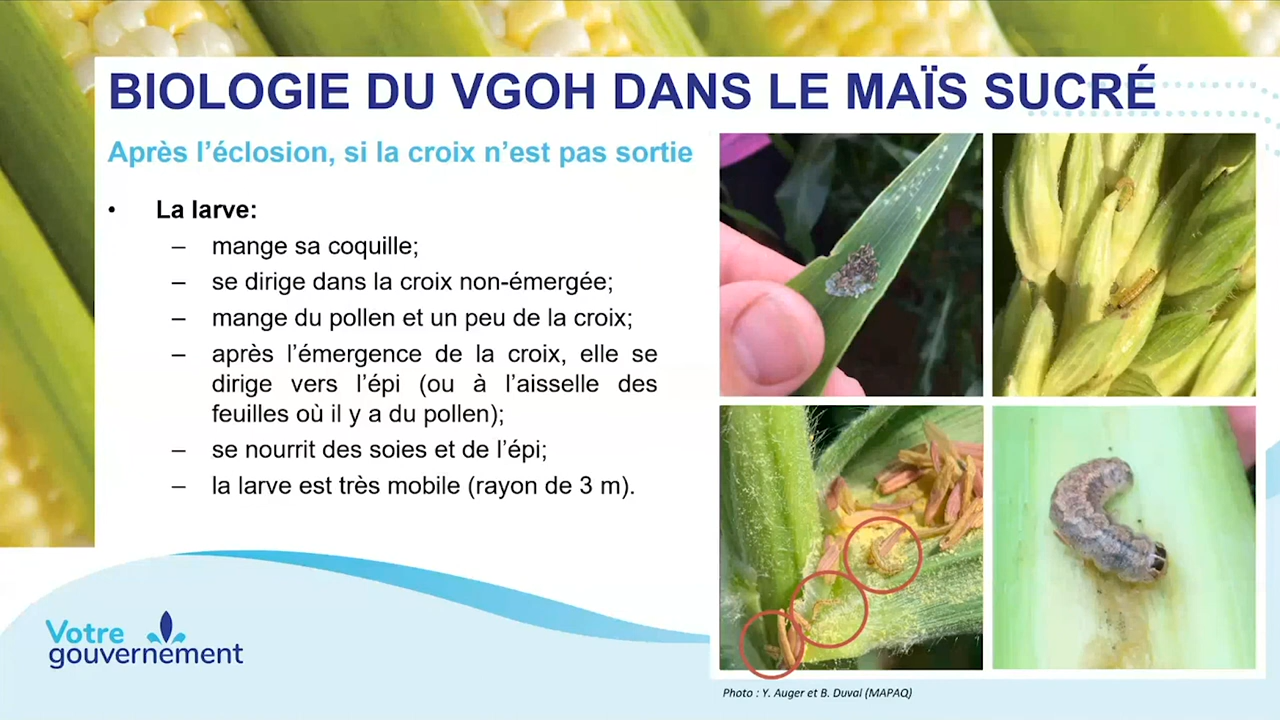 BIOLOGIE DU VGOH DANS LE MAÏS SUCRÉ
Après l'éclosion, si la croix n'est pas sortie
• La larve:
– mange sa coquille;
– se dirige dans la croix non-émergée;
– mange du pollen et un peu de la croix;
– après l'émergence de la croix, elle se
dirige vers l'épi (ou à l'aisselle des
feuilles où il y a du pollen);
– se nourrit des soies et de l'épi;
– la larve est très mobile (rayon de 3 m).
Votre
gouvernement
Photo : Y. Auger et B. Duval (MAPAQ)